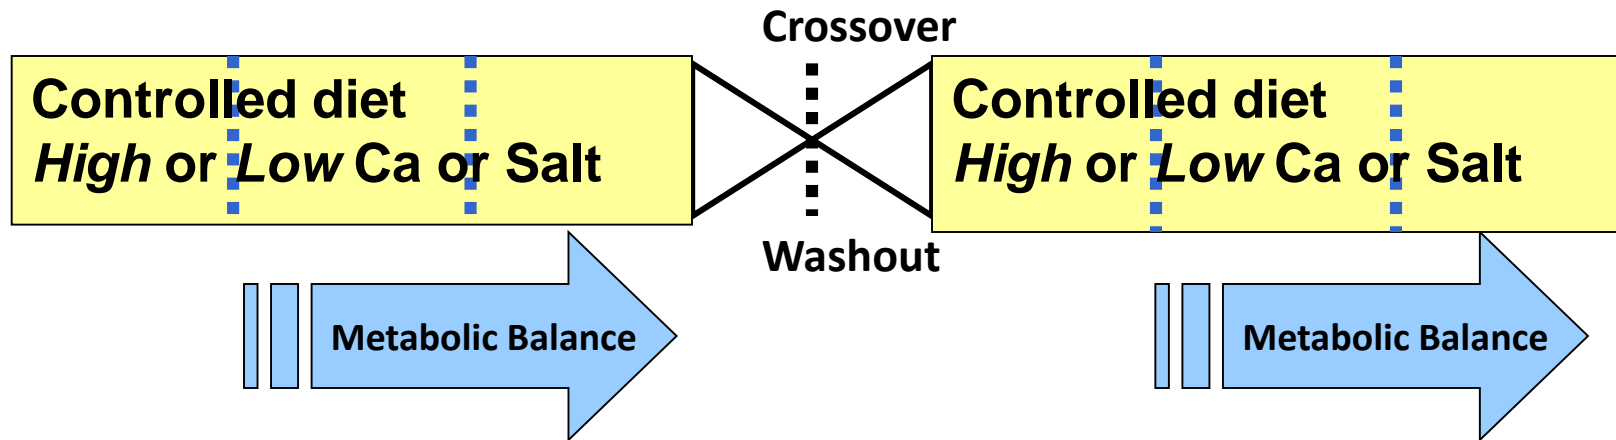 Crossover
Controlled diet
High or Low Ca or Salt
Controlled diet
High or Low Ca or Salt
Washout
Metabolic Balance
Metabolic Balance